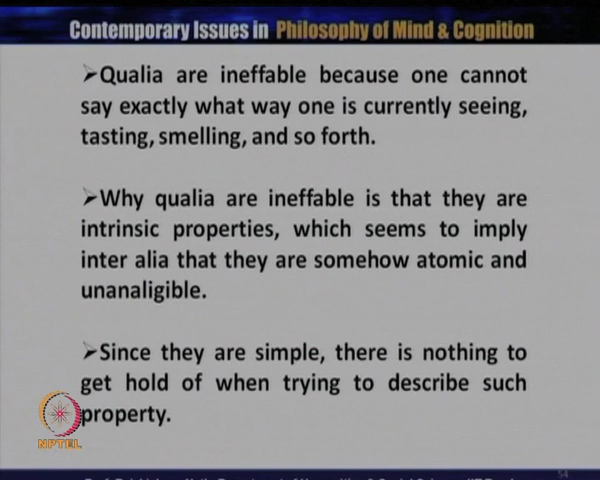 Contemporary Issues in Philosophy of Mind & Cognition
➢Qualia are ineffable because one cannot
say exactly what way one is currently seeing,
tasting, smelling, and so forth.
➢Why qualia are ineffable is that they are
intrinsic properties, which seems to imply
inter alia that they are somehow atomic and
unanaligible.
➢Since they are simple, there is nothing to
get hold of when trying to describe such
property.
NPTEL
54